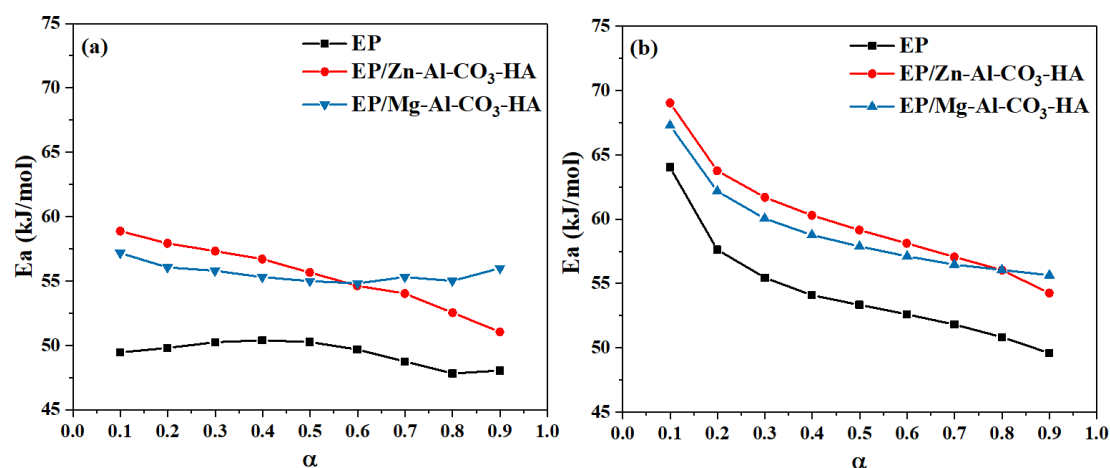 (a)
EP
EP/Zn-Al-CO3-HA
EP/Mg-Al-CO3-HA
75
70
65
60
55
50
45
Ea (kJ/mol)
0.0 0.1 0.2 0.3 0.4 0.5 0.6 0.7 0.8 0.9 1.0
α
(b)
EP
EP/Zn-Al-CO3-HA
EP/Mg-Al-CO3-HA
75
70
65
60
55
50
45
Ea (kJ/mol)
0.0 0.1 0.2 0.3 0.4 0.5 0.6 0.7 0.8 0.9 1.0
α